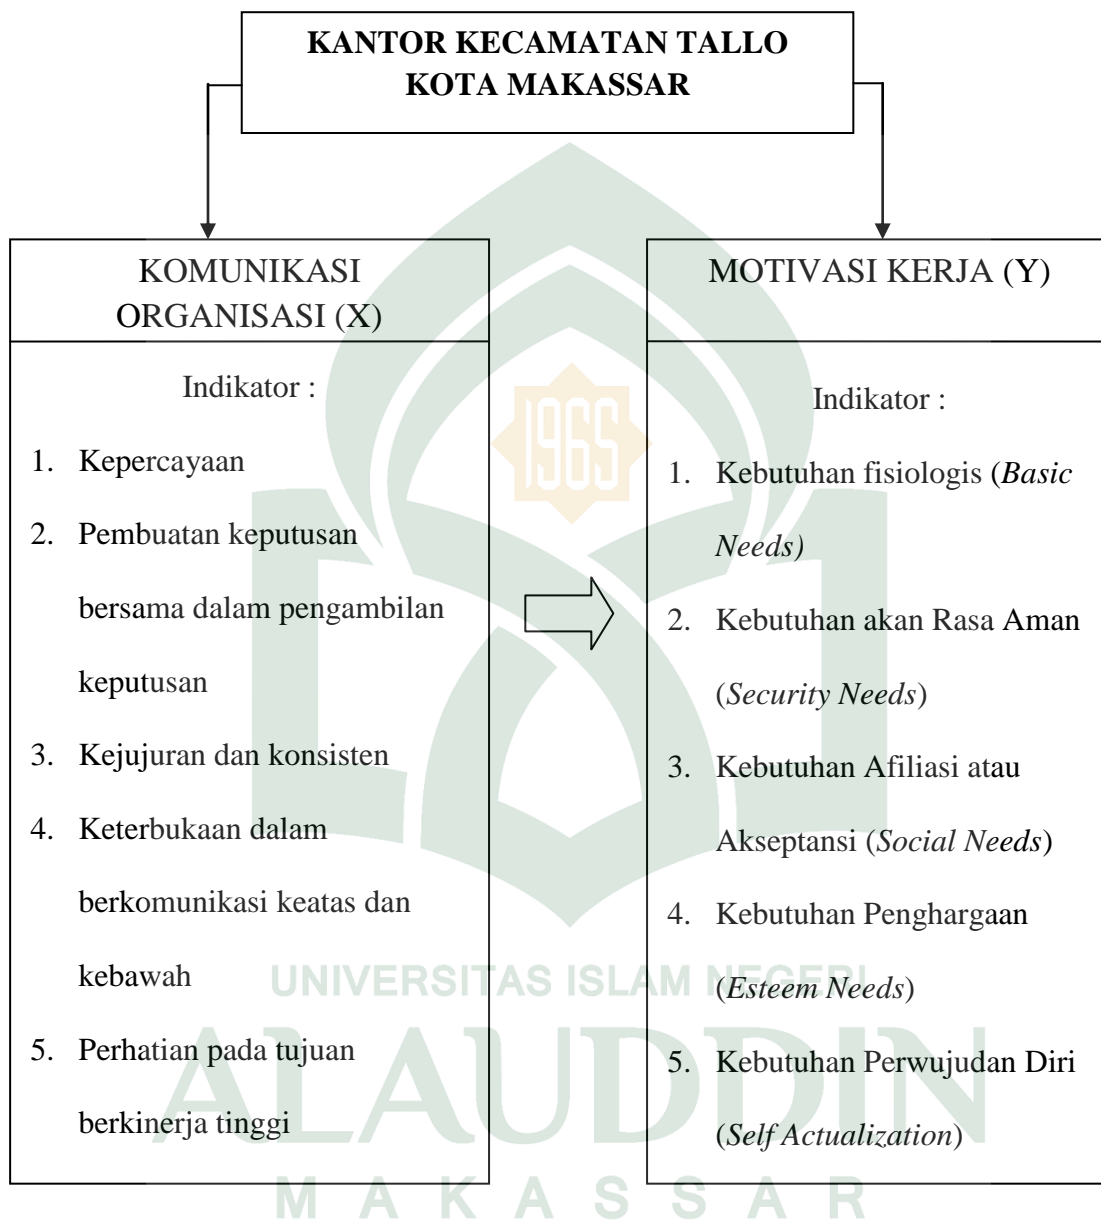 KANTOR KECAMATAN TALLO
KOTA MAKASSAR
KOMUNIKASI
ORGANISASI (X)
Indikator :
1. Kepercayaan
2. Pembuatan keputusan
bersama dalam pengambilan
keputusan
3. Kejujuran dan konsisten
4. Keterbukaan dalam
berkomunikasi keatas dan
kebawah
5. Perhatian pada tujuan
berkinerja tinggi
MOTIVASI KERJA (Y)
Indikator :
1. Kebutuhan fisiologis (Basic
Needs)
2. Kebutuhan akan Rasa Aman
(Security Needs)
3. Kebutuhan Afiliasi atau
Akseptansi (Social Needs)
4. Kebutuhan Penghargaan
(Esteem Needs)
5. Kebutuhan Perwujudan Diri
(Self Actualization)
1965
UNIVERSITAS ISLAM NEGERI
ALAUDDIN
MAKASSAR